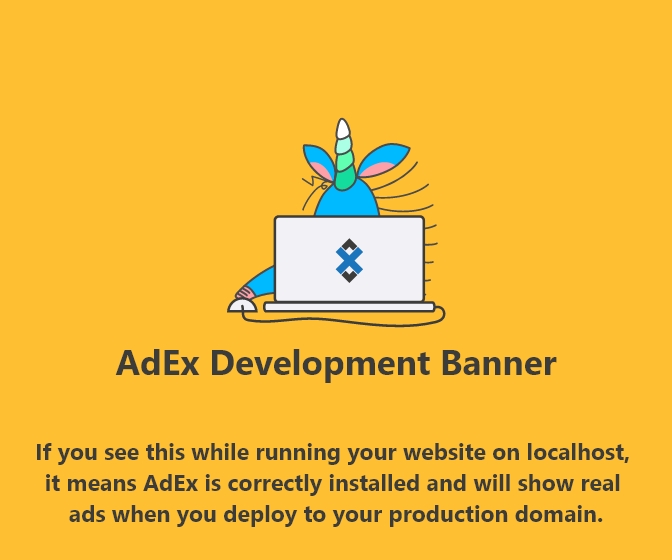 AdEx Development Banner
If you see this while running your website on localhost,
it means AdEx is correctly installed and will show real
ads when you deploy to your production domain.